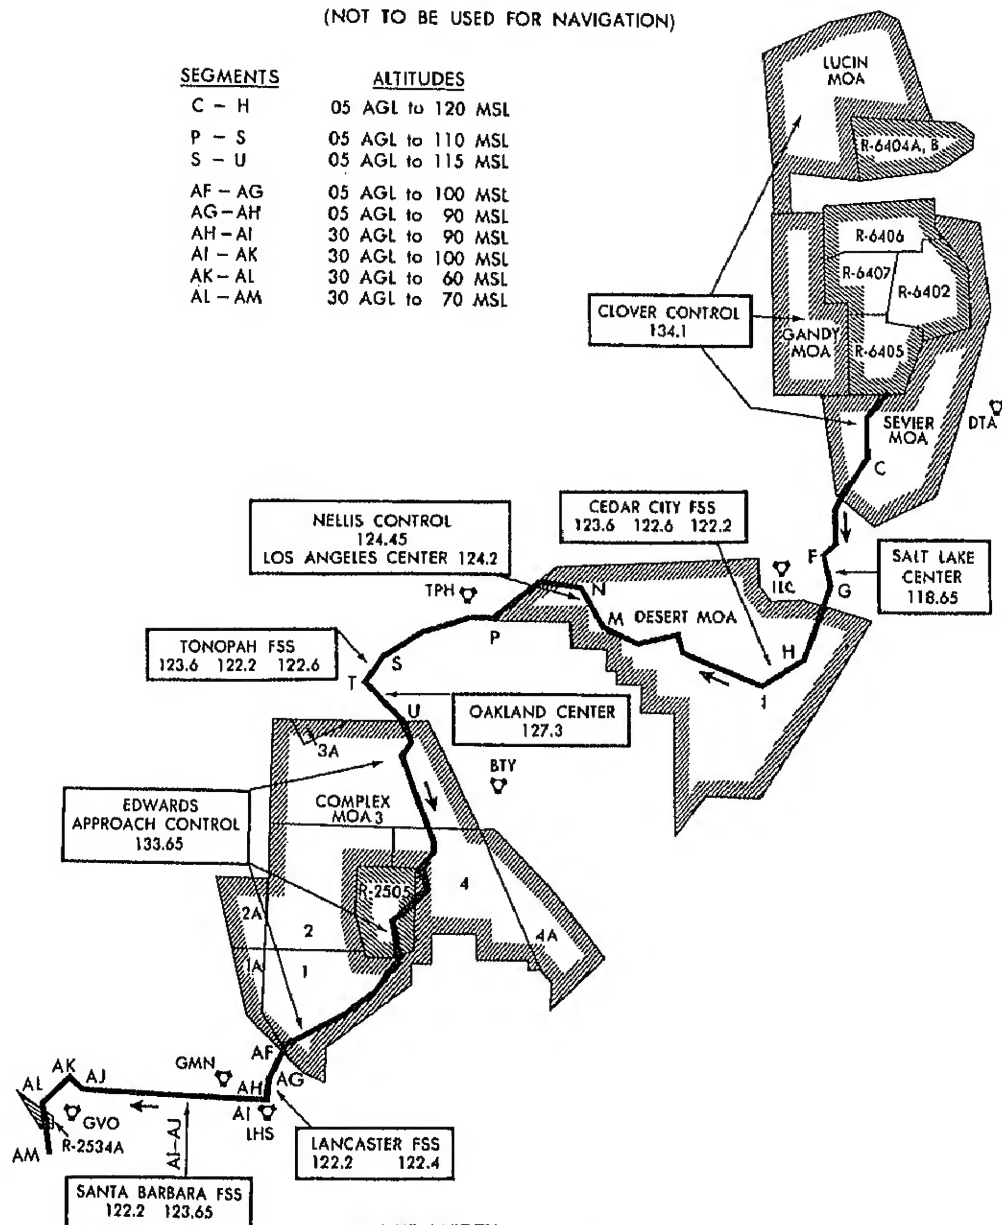 (NOT TO BE USED FOR NAVIGATION)
SEGMENTS ALTITUDES
C – H 05 AGL to 120 MSL
P – S 05 AGL to 110 MSL
S – U 05 AGL to 115 MSL
AF – AG 05 AGL to 100 MSL
AG–AH 05 AGL to 90 MSL
AH–AI 30 AGL to 90 MSL
AI – AK 30 AGL to 100 MSL
AK – AL 30 AGL to 60 MSL
AL – AM 30 AGL to 70 MSL
LUCIN
MOA
R-6404A, B
R-6406
R-6407
R-6402
CLOVER CONTROL
134.1
GANDY
MOA
R-6405
SEVIER
MOA
DTA
C
NELLIS CONTROL
124.45
LOS ANGELES CENTER 124.2
CEDAR CITY FSS
123.6 122.6 122.2
F
SALT LAKE
CENTER
118.65
G
ILC
TPH
N
M
DESERT MOA
P
H
I
TONOPAH FSS
123.6 122.2 122.6
S
T
U
OAKLAND CENTER
127.3
3A
BTY
EDWARDS
APPROACH CONTROL
133.65
COMPLEX
MOA 3
R-2505
4
2A
2
4A
1A
1
AF
AG
GMN
AH
AK
AJ
AL
AI
LHS
GVO
R-2534A
AM
AI–AJ
LANCASTER FSS
122.2 122.4
SANTA BARBARA FSS
122.2 123.65